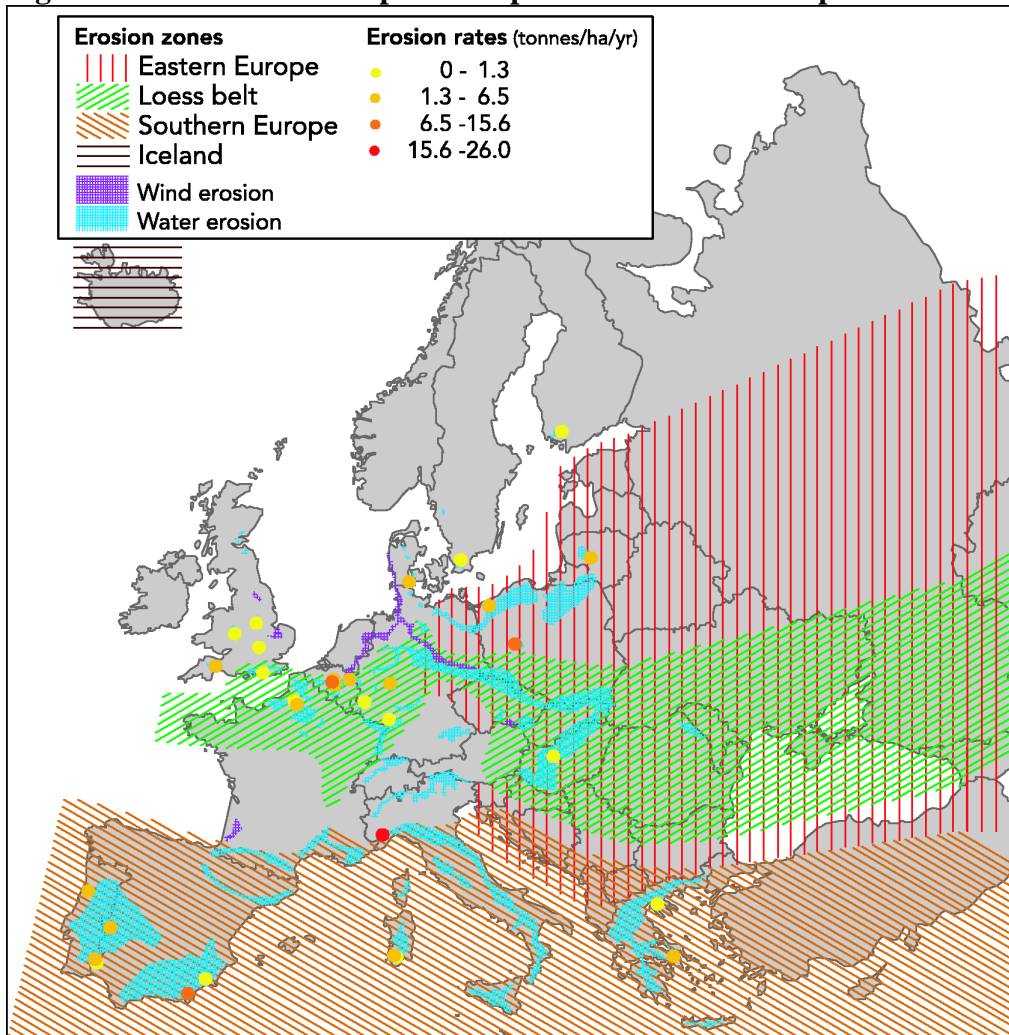 Erosion zones
Eastern Europe
Loess belt
Southern Europe
Iceland
Wind erosion
Water erosion
Erosion rates (tonnes/ha/yr)
0 - 1.3
1.3 - 6.5
6.5 -15.6
15.6 -26.0